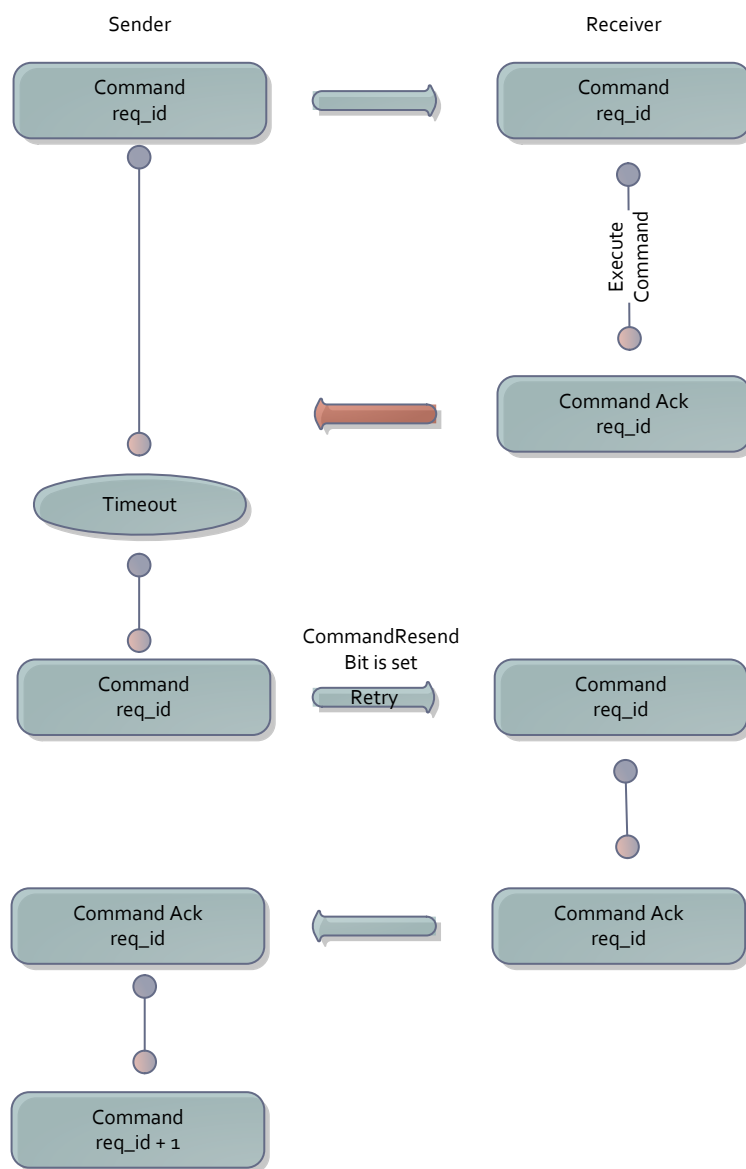 Sender
Receiver
Command
req_id
Command
req_id
Execute
Command
Command Ack
req_id
Timeout
CommandResend
Bit is set
Command
req_id
Retry
Command
req_id
Command Ack
req_id
Command Ack
req_id
Command
req_id + 1